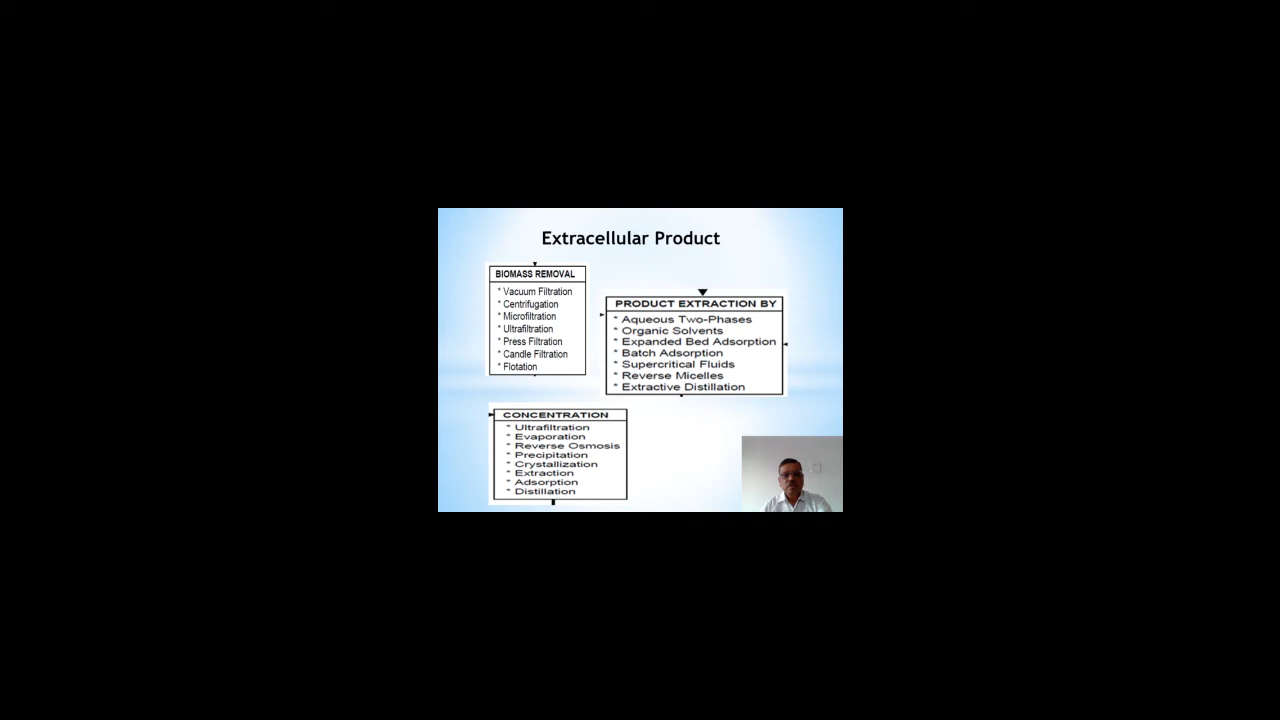 Extracellular Product
BIOMASS REMOVAL
* Vacuum Filtration
* Centrifugation
* Microfiltration
* Ultrafiltration
* Press Filtration
* Candle Filtration
* Flotation
PRODUCT EXTRACTION BY
* Aqueous Two-Phases
* Organic Solvents
* Expanded Bed Adsorption
* Batch Adsorption
* Supercritical Fluids
* Reverse Micelles
* Extractive Distillation
CONCENTRATION
* Ultrafiltration
* Evaporation
* Reverse Osmosis
* Precipitation
* Crystallization
* Extraction
* Adsorption
* Distillation